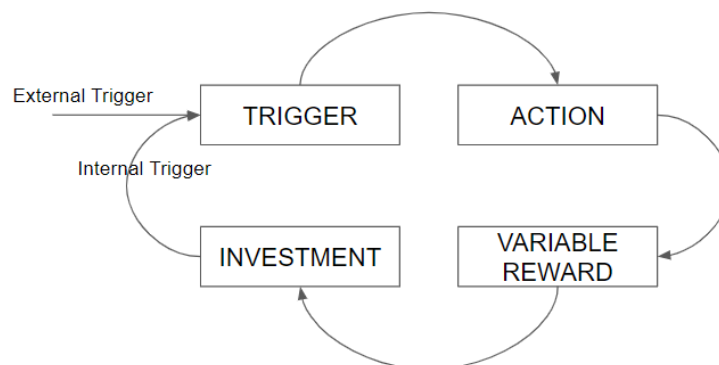 External Trigger
TRIGGER
ACTION
Internal Trigger
INVESTMENT
VARIABLE
REWARD